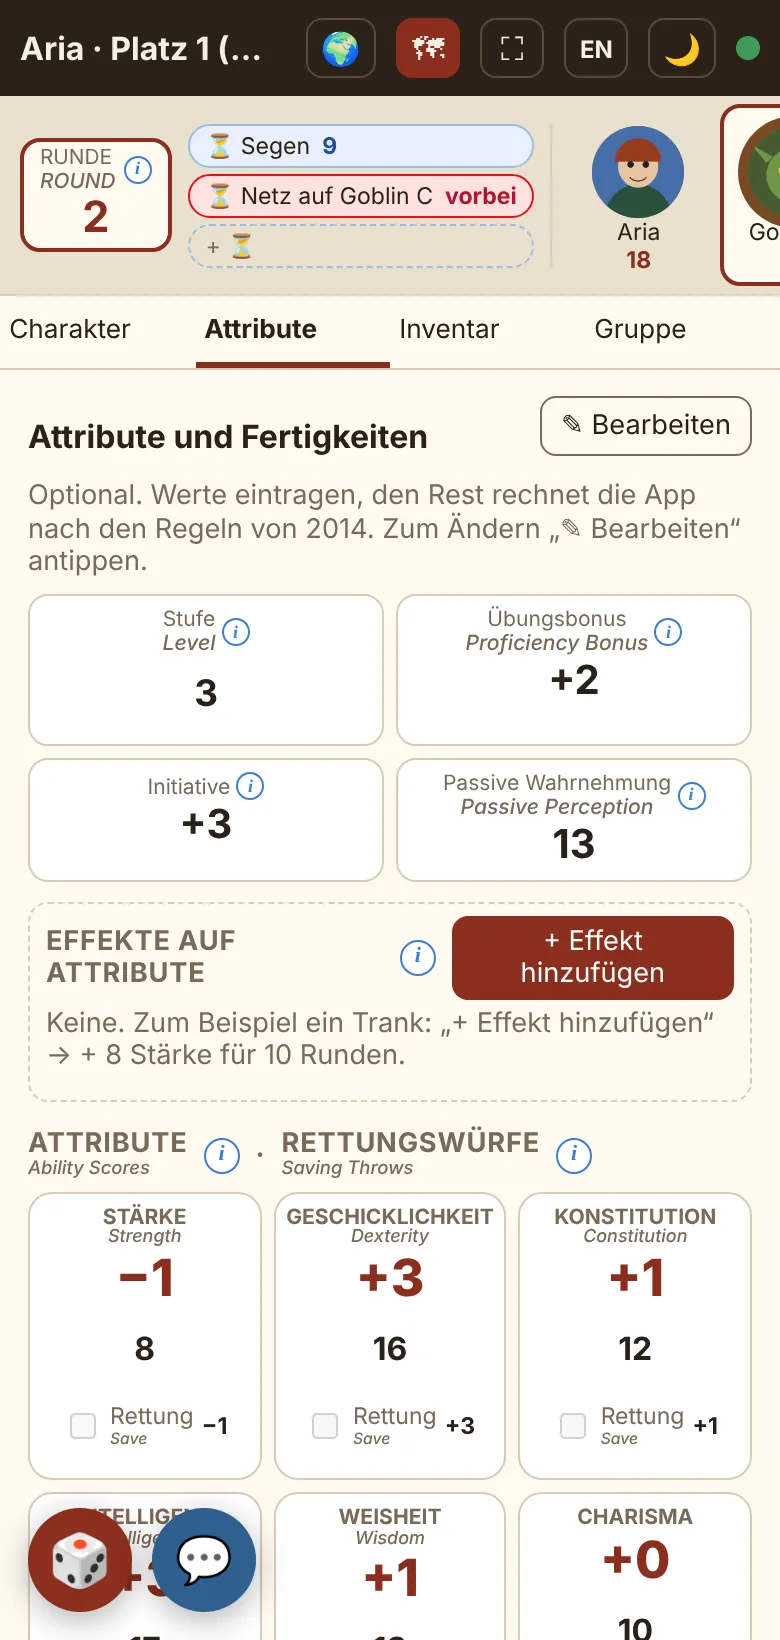 Aria · Platz 1 (...
EN
RUNDE
ROUND
2
Segen 9
Netz auf Goblin C vorbei
+
Aria
18
Go
Charakter
Attribute
Inventar
Gruppe
Attribute und Fertigkeiten
✎ Bearbeiten
Optional. Werte eintragen, den Rest rechnet die App
nach den Regeln von 2014. Zum Ändern „✎ Bearbeiten“
antippen.
Stufe
Level
3
Übungsbonus
Proficiency Bonus
+2
Initiative
+3
Passive Wahrnehmung
Passive Perception
13
EFFEKTE AUF
ATTRIBUTE
+ Effekt
hinzufügen
Keine. Zum Beispiel ein Trank: „+ Effekt hinzufügen“
→ + 8 Stärke für 10 Runden.
ATTRIBUTE · RETTUNGSWÜRFE
Ability Scores Saving Throws
STÄRKE
Strength
−1
8
Rettung −1
Save
GESCHICKLICHKEIT
Dexterity
+3
16
Rettung +3
Save
KONSTITUTION
Constitution
+1
12
Rettung +1
Save
WEISHEIT
Wisdom
+1
CHARISMA
+0
10